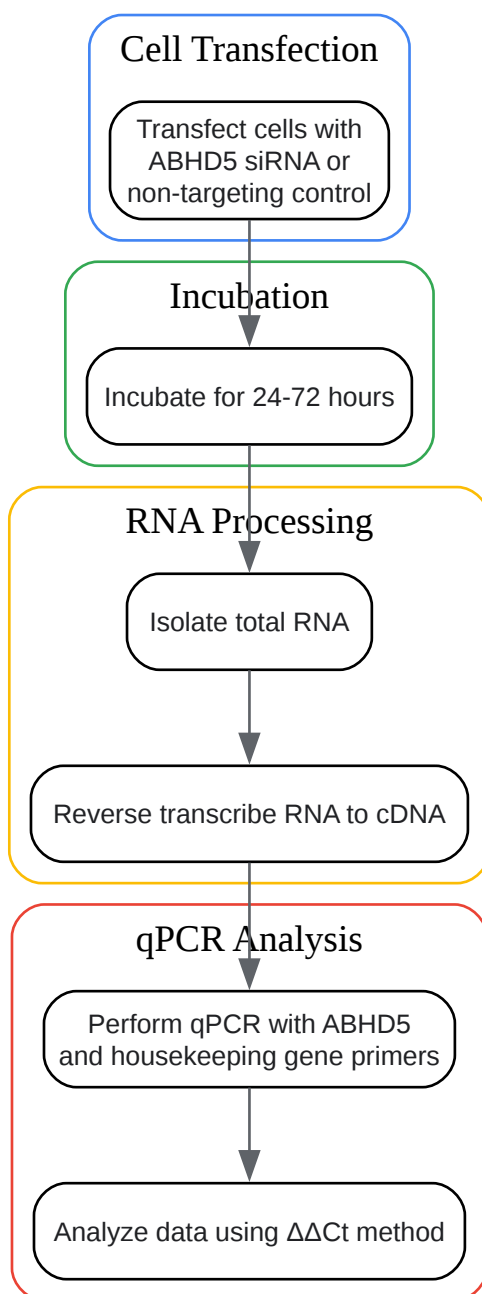 Cell Transfection
Transfect cells with
ABHD5 siRNA or
non-targeting control
Incubation
Incubate for 24-72 hours
RNA Processing
Isolate total RNA
Reverse transcribe RNA to cDNA
qPCR Analysis
Perform qPCR with ABHD5
and housekeeping gene primers
Analyze data using ΔΔCt method